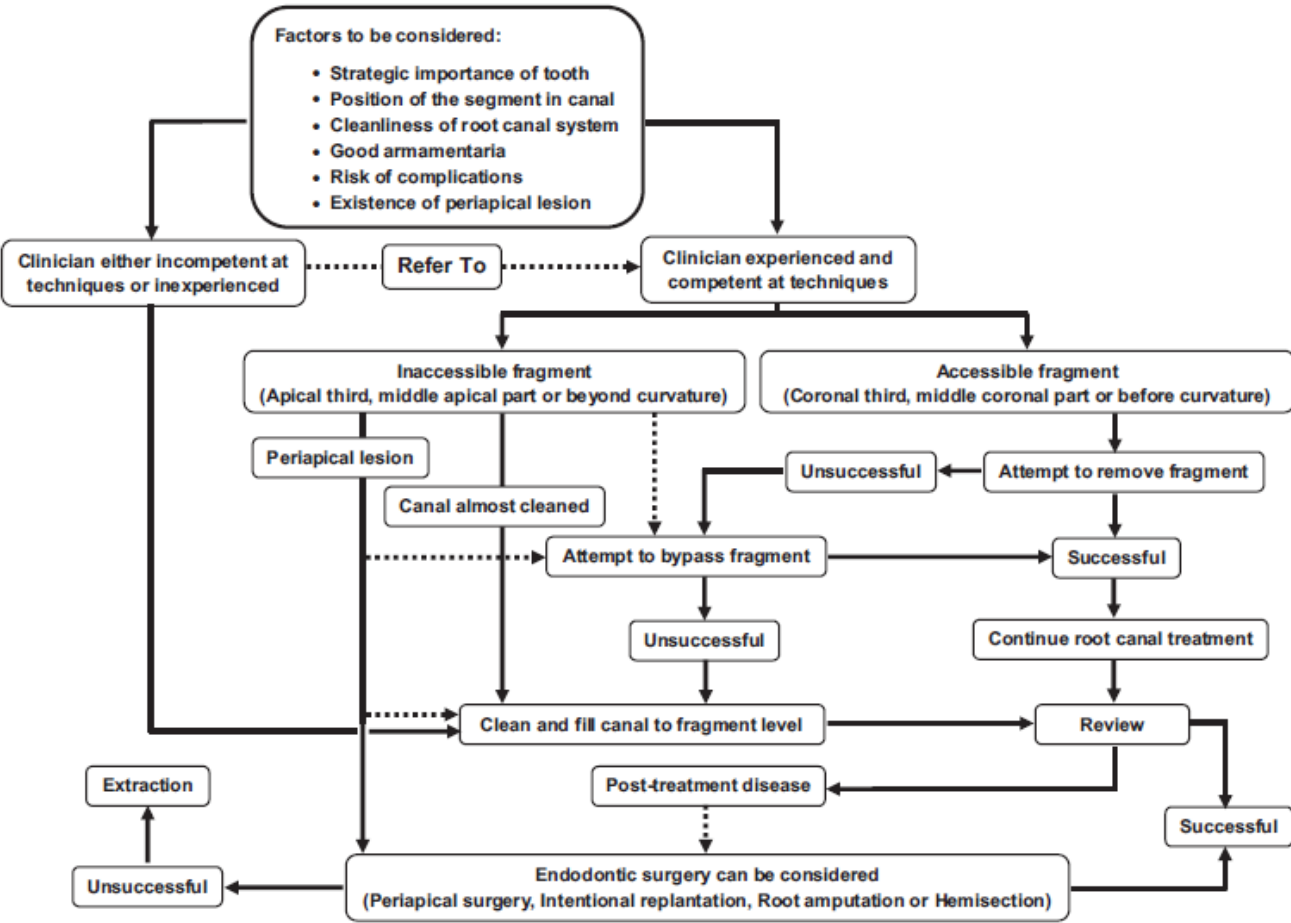 Factors to be considered:
• Strategic importance of tooth
• Position of the segment in canal
• Cleanliness of root canal system
• Good armamentaria
• Risk of complications
• Existence of periapical lesion
Clinician either incompetent at
techniques or inexperienced
Refer To
Clinician experienced and
competent at techniques
Inaccessible fragment
(Apical third, middle apical part or beyond curvature)
Accessible fragment
(Coronal third, middle coronal part or before curvature)
Periapical lesion
Unsuccessful
Attempt to remove fragment
Canal almost cleaned
Attempt to bypass fragment
Successful
Unsuccessful
Continue root canal treatment
Clean and fill canal to fragment level
Review
Extraction
Post-treatment disease
Successful
Unsuccessful
Endodontic surgery can be considered
(Periapical surgery, Intentional replantation, Root amputation or Hemisection)